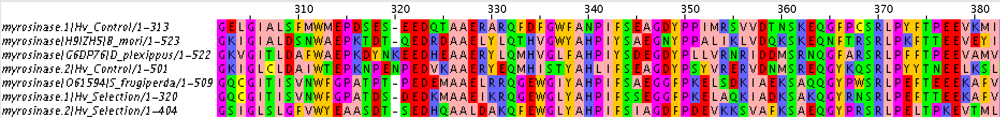 310 320 330 340 350 360 370 380
myrosinase.1|Hv_Control/1-313 GELGIALSFMWMEPDSES-EEDQTAAERARQFDFGWFANPIFSEAGDYPPIMRSVVDTNSKEQGFPCSRLPYFTPEEVKMI
myrosinase|H9IZH5|B_mori/1-523 GKIGIALDSNWAEPKTDT-QEDRDAAELYLQTHVGWYAHPIYSAEGNYPPALIKLVDQKSKEQNFTRSRLPKFTTEEVEYI
myrosinase|G6DP76|D_plexippus/1-522 GKVGITLDAFWAEPKDYNKEEDHEAAERYLQMHVGLFAHPIYSDEGDYPLLVRNRIDDMSRNQGFARSRLPFFTPEEVAMV
myrosinase.2|Hv_Control/1-501 GKIGLCLDAIWTEPKNPENPEDVKAAERYEQMHISTYAHLIFSEAGDYPSYVRERVDNMSREQGYKQSRLPYYTNEELKSL
myrosinase|O61594|S_frugiperda/1-509 GQCGITISVNWFGPATPT-PEDEMAAELRRQGEWGIYAHPIFSAEGGFPKELSDKIAEKSAQQGYPWSRLPEFTEEEKAFV
myrosinase.1|Hv_Selection/1-320 GQCGITISVNWFGPATDS-DEDKMAAEIKRQGEWGLYAHPIFSSEGGFPKELAQKIADKSAKQGYRNSRLPEFTTEEKAFV
myrosinase.2|Hv_Selection/1-404 GSIGLSLGFVWYEAASDT-SEDHQAALDAKQFEWGLYAHPIFSIAGDFPDEVKKSVAFKSAEQGYPRSRLPELTPKEVTML